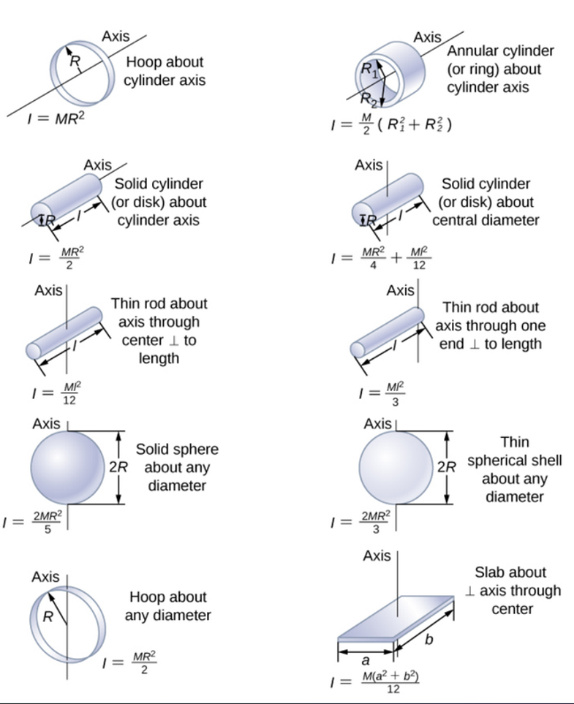 Axis
R
Hoop about
cylinder axis
I = MR²
Axis
R₁
R₂
Annular cylinder
(or ring) about
cylinder axis
I = M/2 (R₁² + R₂²)
Axis
R
l
Solid cylinder
(or disk) about
cylinder axis
I = MR²/2
Axis
R
l
Solid cylinder
(or disk) about
central diameter
I = MR²/4 + Ml²/12
Axis
l
Thin rod about
axis through
center ⊥ to
length
I = Ml²/12
Axis
l
Thin rod about
axis through one
end ⊥ to length
I = Ml²/3
Axis
2R
Solid sphere
about any
diameter
I = 2MR²/5
Axis
2R
Thin
spherical shell
about any
diameter
I = 2MR²/3
Axis
R
Hoop about
any diameter
I = MR²/2
Axis
Slab about
⊥ axis through
center
b
a
I = M(a² + b²)/12